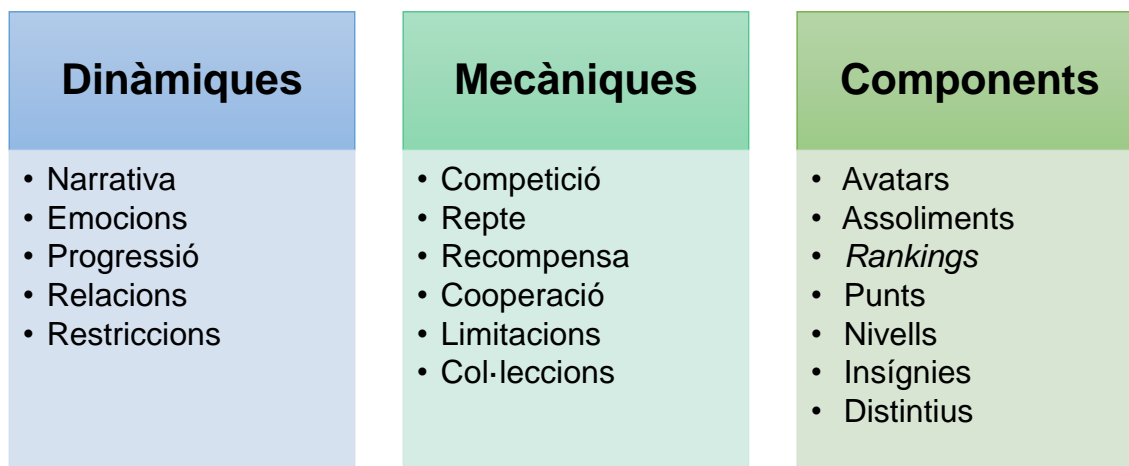 Dinàmiques
• Narrativa
• Emocions
• Progressió
• Relacions
• Restriccions
Mecàniques
• Competició
• Repte
• Recompensa
• Cooperació
• Limitacions
• Col·leccions
Components
• Avatars
• Assoliments
• Rankings
• Punts
• Nivells
• Insígnies
• Distintius